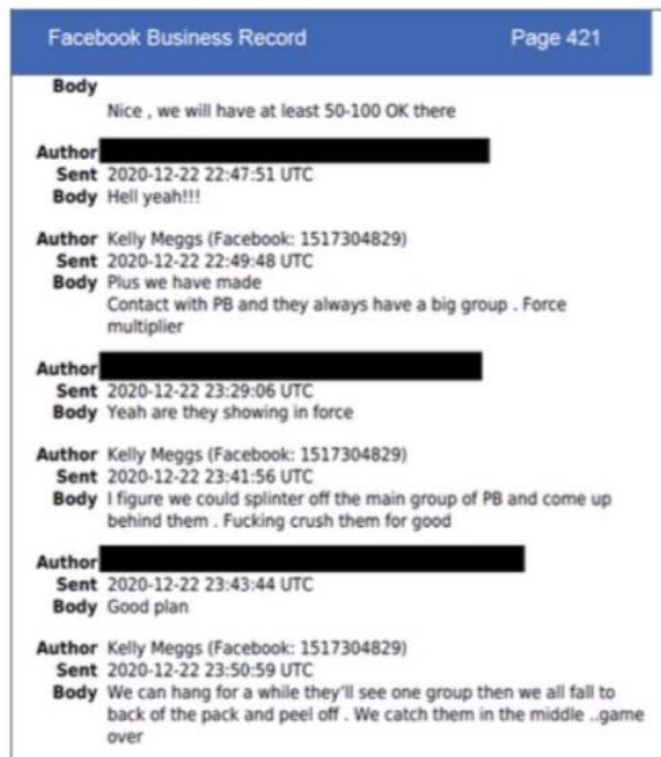 Facebook Business Record Page 421
Body
Nice , we will have at least 50-100 OK there
Author
Sent 2020-12-22 22:47:51 UTC
Body Hell yeah!!!
Author Kelly Meggs (Facebook: 1517304829)
Sent 2020-12-22 22:49:48 UTC
Body Plus we have made
Contact with PB and they always have a big group . Force
multiplier
Author
Sent 2020-12-22 23:29:06 UTC
Body Yeah are they showing in force
Author Kelly Meggs (Facebook: 1517304829)
Sent 2020-12-22 23:41:56 UTC
Body I figure we could splinter off the main group of PB and come up
behind them . Fucking crush them for good
Author
Sent 2020-12-22 23:43:44 UTC
Body Good plan
Author Kelly Meggs (Facebook: 1517304829)
Sent 2020-12-22 23:50:59 UTC
Body We can hang for a while they'll see one group then we all fall to
back of the pack and peel off . We catch them in the middle ..game
over